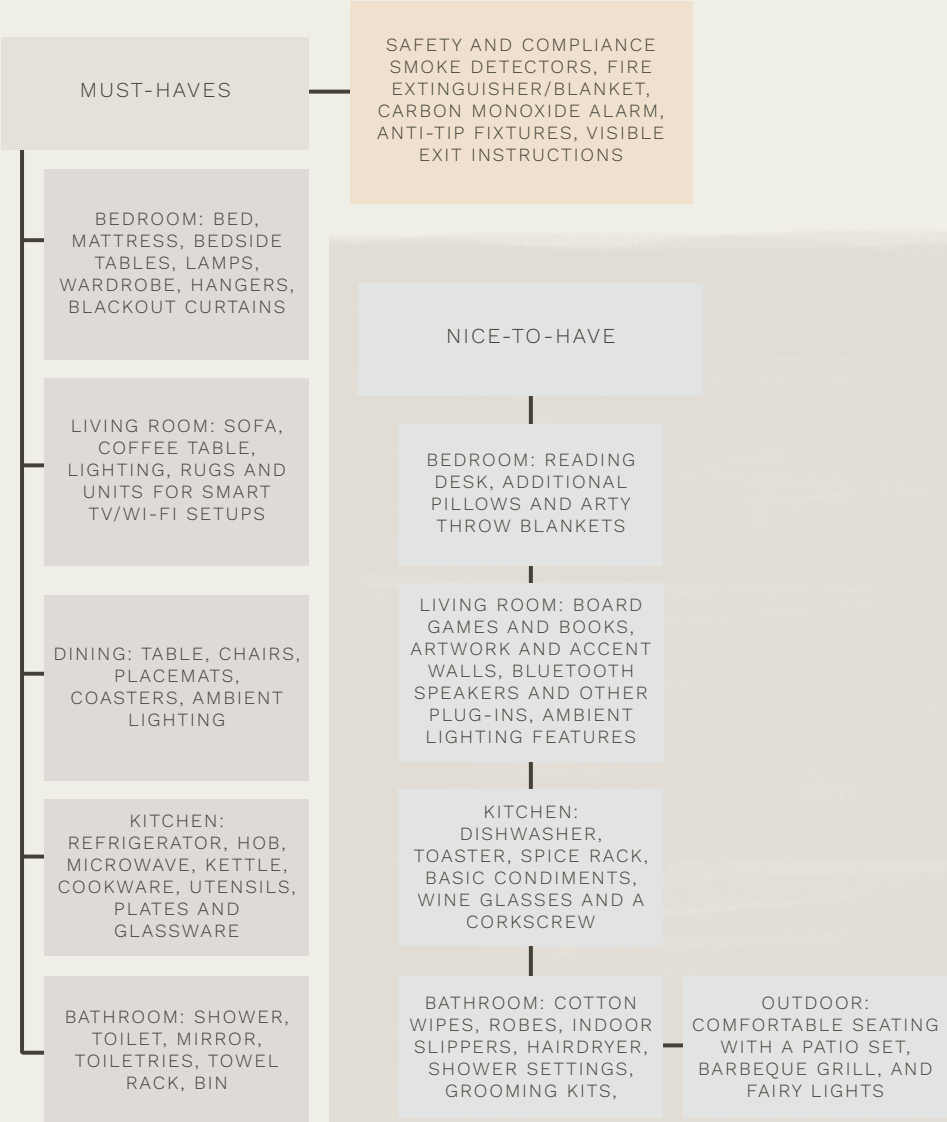 MUST-HAVES
SAFETY AND COMPLIANCE
SMOKE DETECTORS, FIRE
EXTINGUISHER/BLANKET,
CARBON MONOXIDE ALARM,
ANTI-TIP FIXTURES, VISIBLE
EXIT INSTRUCTIONS
BEDROOM: BED,
MATTRESS, BEDSIDE
TABLES, LAMPS,
WARDROBE, HANGERS,
BLACKOUT CURTAINS
LIVING ROOM: SOFA,
COFFEE TABLE,
LIGHTING, RUGS AND
UNITS FOR SMART
TV/WI-FI SETUPS
DINING: TABLE, CHAIRS,
PLACEMATS,
COASTERS, AMBIENT
LIGHTING
KITCHEN:
REFRIGERATOR, HOB,
MICROWAVE, KETTLE,
COOKWARE, UTENSILS,
PLATES AND
GLASSWARE
BATHROOM: SHOWER,
TOILET, MIRROR,
TOILETRIES, TOWEL
RACK, BIN
NICE-TO-HAVE
BEDROOM: READING
DESK, ADDITIONAL
PILLOWS AND ARTY
THROW BLANKETS
LIVING ROOM: BOARD
GAMES AND BOOKS,
ARTWORK AND ACCENT
WALLS, BLUETOOTH
SPEAKERS AND OTHER
PLUG-INS, AMBIENT
LIGHTING FEATURES
KITCHEN:
DISHWASHER,
TOASTER, SPICE RACK,
BASIC CONDIMENTS,
WINE GLASSES AND A
CORKSCREW
BATHROOM: COTTON
WIPES, ROBES, INDOOR
SLIPPERS, HAIRDRYER,
SHOWER SETTINGS,
GROOMING KITS,
OUTDOOR:
COMFORTABLE SEATING
WITH A PATIO SET,
BARBEQUE GRILL, AND
FAIRY LIGHTS